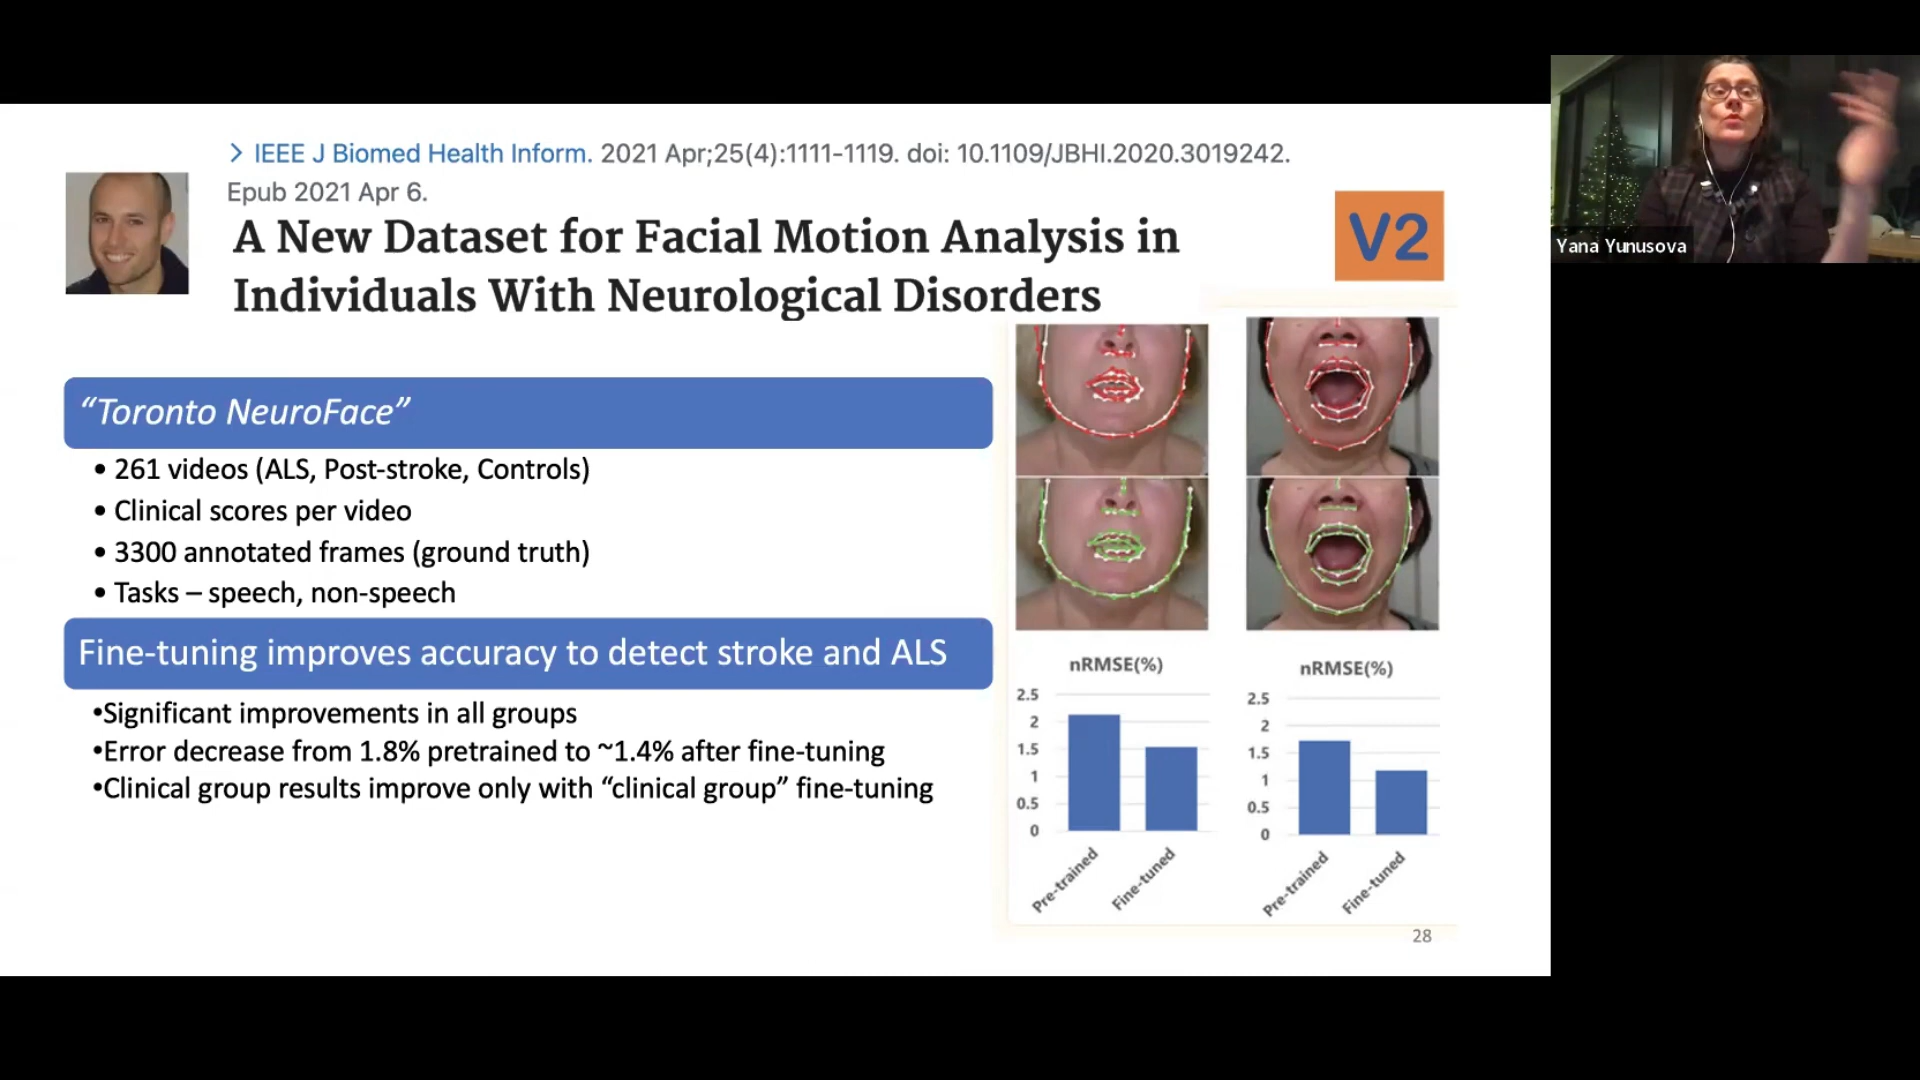 > IEEE J Biomed Health Inform. 2021 Apr;25(4):1111-1119. doi: 10.1109/JBHI.2020.3019242.
Epub 2021 Apr 6.
A New Dataset for Facial Motion Analysis in
Individuals With Neurological Disorders
V2
Yana Yunusova
“Toronto NeuroFace”
• 261 videos (ALS, Post-stroke, Controls)
• Clinical scores per video
• 3300 annotated frames (ground truth)
• Tasks – speech, non-speech
Fine-tuning improves accuracy to detect stroke and ALS
•Significant improvements in all groups
•Error decrease from 1.8% pretrained to ~1.4% after fine-tuning
•Clinical group results improve only with “clinical group” fine-tuning
nRMSE(%)
2.5
2
1.5
1
0.5
0
Pre-trained
Fine-tuned
nRMSE(%)
2.5
2
1.5
1
0.5
0
Pre-trained
Fine-tuned
28